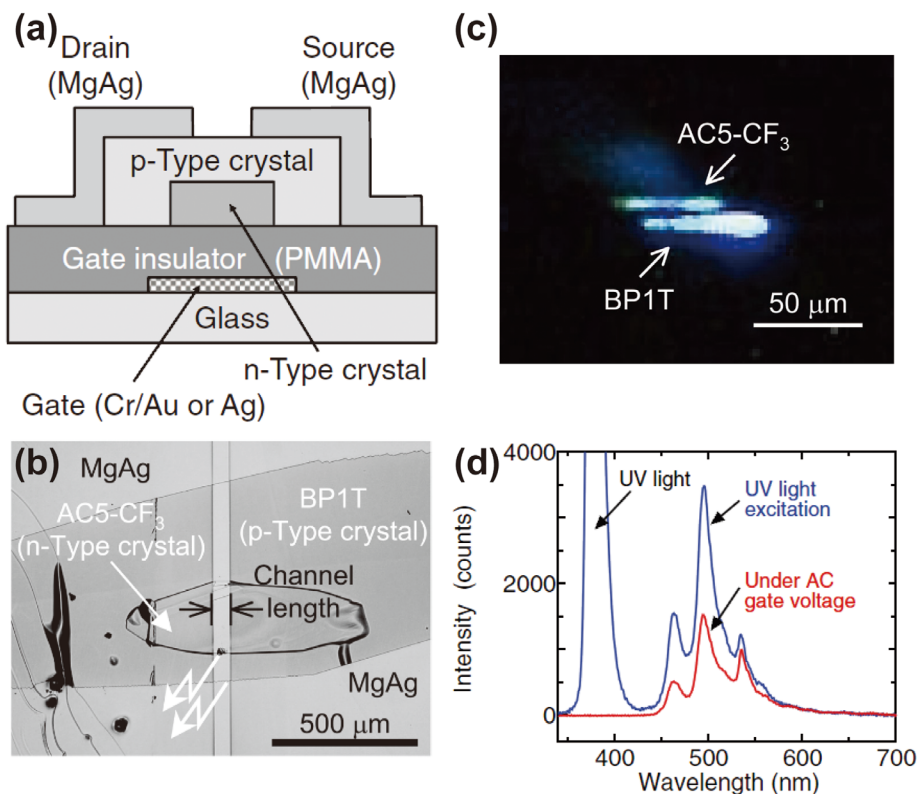 (a)
Drain
(MgAg)
Source
(MgAg)
p-Type crystal
Gate insulator (PMMA)
Glass
n-Type crystal
Gate (Cr/Au or Ag)
(b)
MgAg
AC5-CF₃
(n-Type crystal)
BP1T
(p-Type crystal)
Channel
length
MgAg
500 μm
(c)
AC5-CF₃
BP1T
50 μm
(d)
4000
2000
0
Intensity (counts)
UV light
UV light
excitation
Under AC
gate voltage
400
500
600
700
Wavelength (nm)